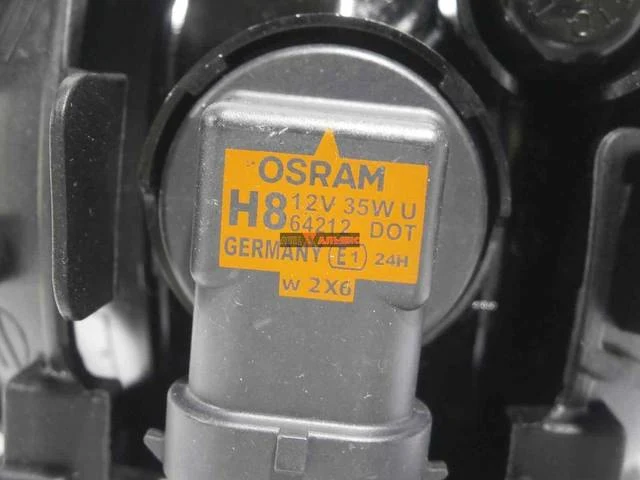 OSRAM
H8 12V 35W U
64212 DOT
GERMANY E1 24H
W 2X6